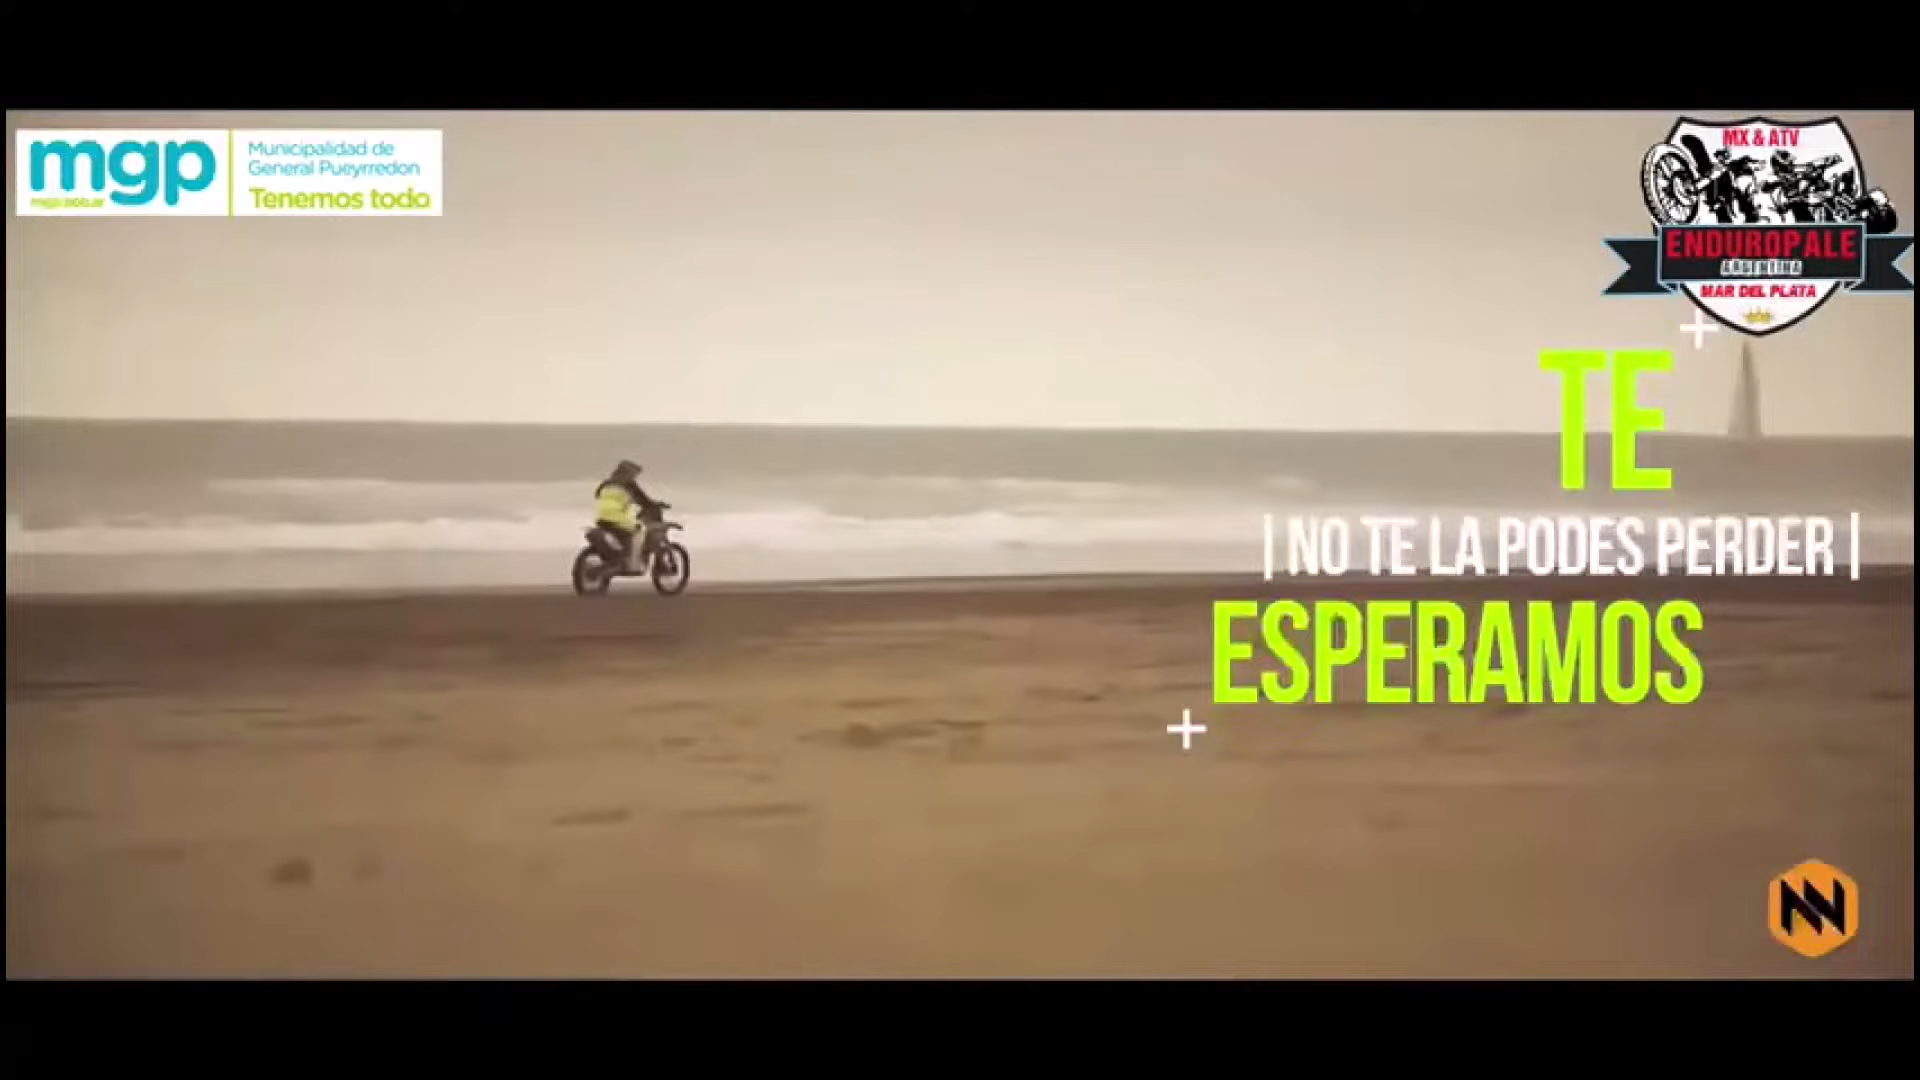 mgp
Municipalidad de
General Pueyrredon
Tenemos todo
MX & ATV
ENDUROPALE
ARGENTINA
MAR DEL PLATA
TE
| NO TE LA PODES PERDER |
ESPERAMOS